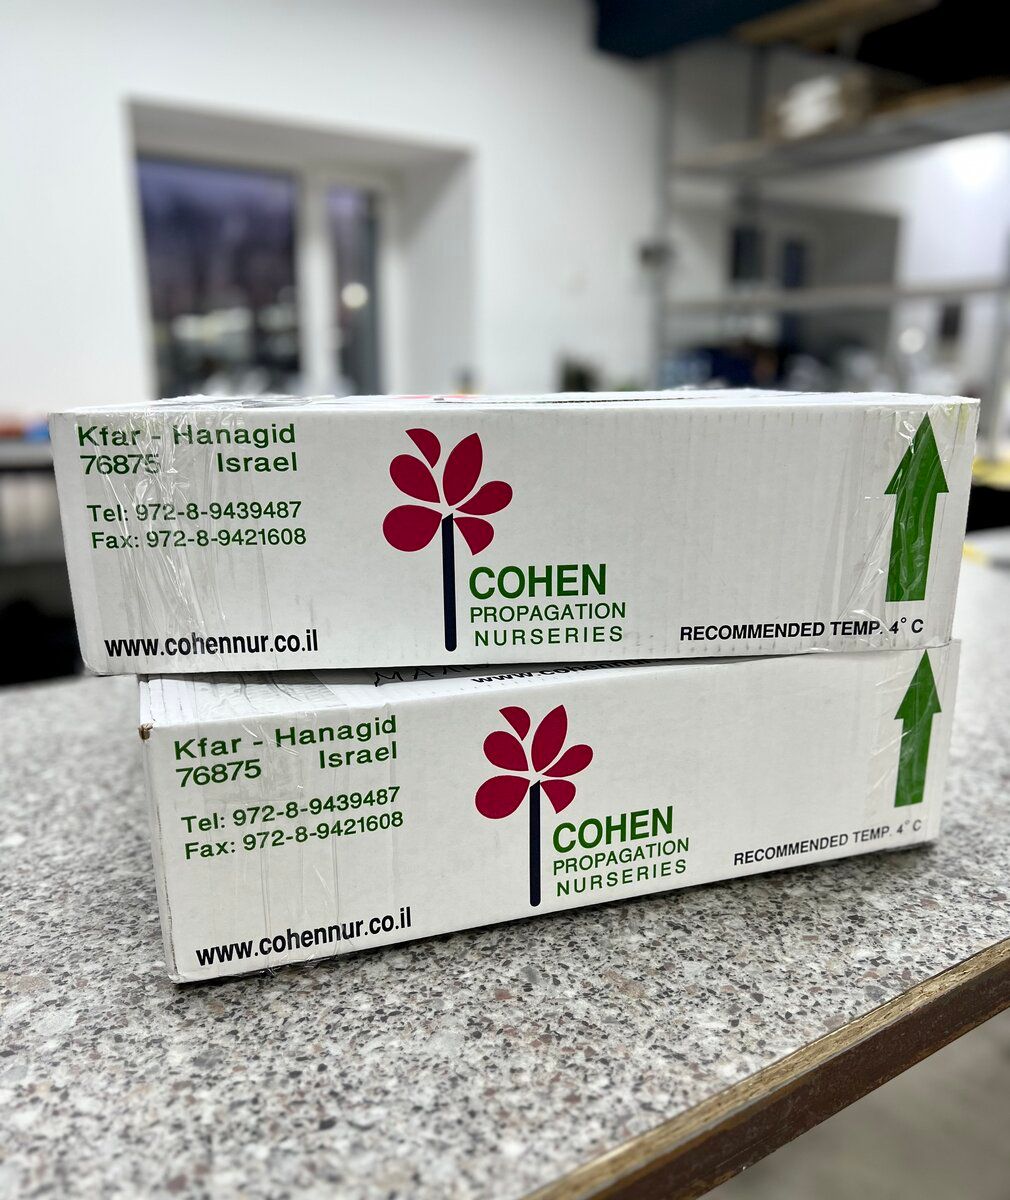 Kfar - Hanagid
76875 Israel
Tel: 972-8-9439487
Fax: 972-8-9421608
www.cohennur.co.il
COHEN
PROPAGATION
NURSERIES
RECOMMENDED TEMP. 4° C
Kfar - Hanagid
76875 Israel
Tel: 972-8-9439487
Fax: 972-8-9421608
www.cohennur.co.il
COHEN
PROPAGATION
NURSERIES
RECOMMENDED TEMP. 4° C